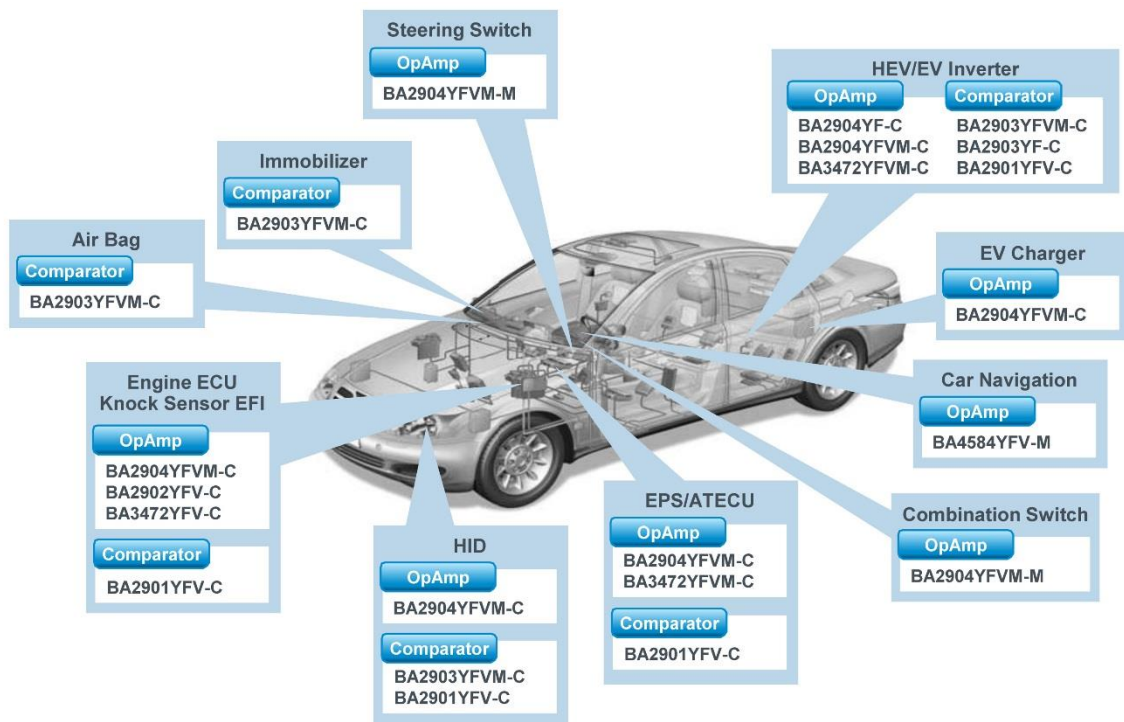 Steering Switch
OpAmp
BA2904YFVM-M
HEV/EV Inverter
OpAmp
BA2904YF-C
BA2904YFVM-C
BA3472YFVM-C
Comparator
BA2903YFVM-C
BA2903YF-C
BA2901YFV-C
Immobilizer
Comparator
BA2903YFVM-C
Air Bag
Comparator
BA2903YFVM-C
EV Charger
OpAmp
BA2904YFVM-C
Engine ECU
Knock Sensor EFI
OpAmp
BA2904YFVM-C
BA2902YFV-C
BA3472YFV-C
Comparator
BA2901YFV-C
Car Navigation
OpAmp
BA4584YFV-M
HID
OpAmp
BA2904YFVM-C
Comparator
BA2903YFVM-C
BA2901YFV-C
EPS/ATECU
OpAmp
BA2904YFVM-C
BA3472YFVM-C
Comparator
BA2901YFV-C
Combination Switch
OpAmp
BA2904YFVM-M